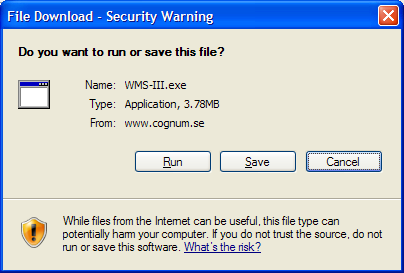 File Download - Security Warning
Do you want to run or save this file?
Name: WMS-III.exe
Type: Application, 3.78MB
From: www.cognum.se
Run Save Cancel
While files from the Internet can be useful, this file type can
potentially harm your computer. If you do not trust the source, do not
run or save this software. What's the risk?